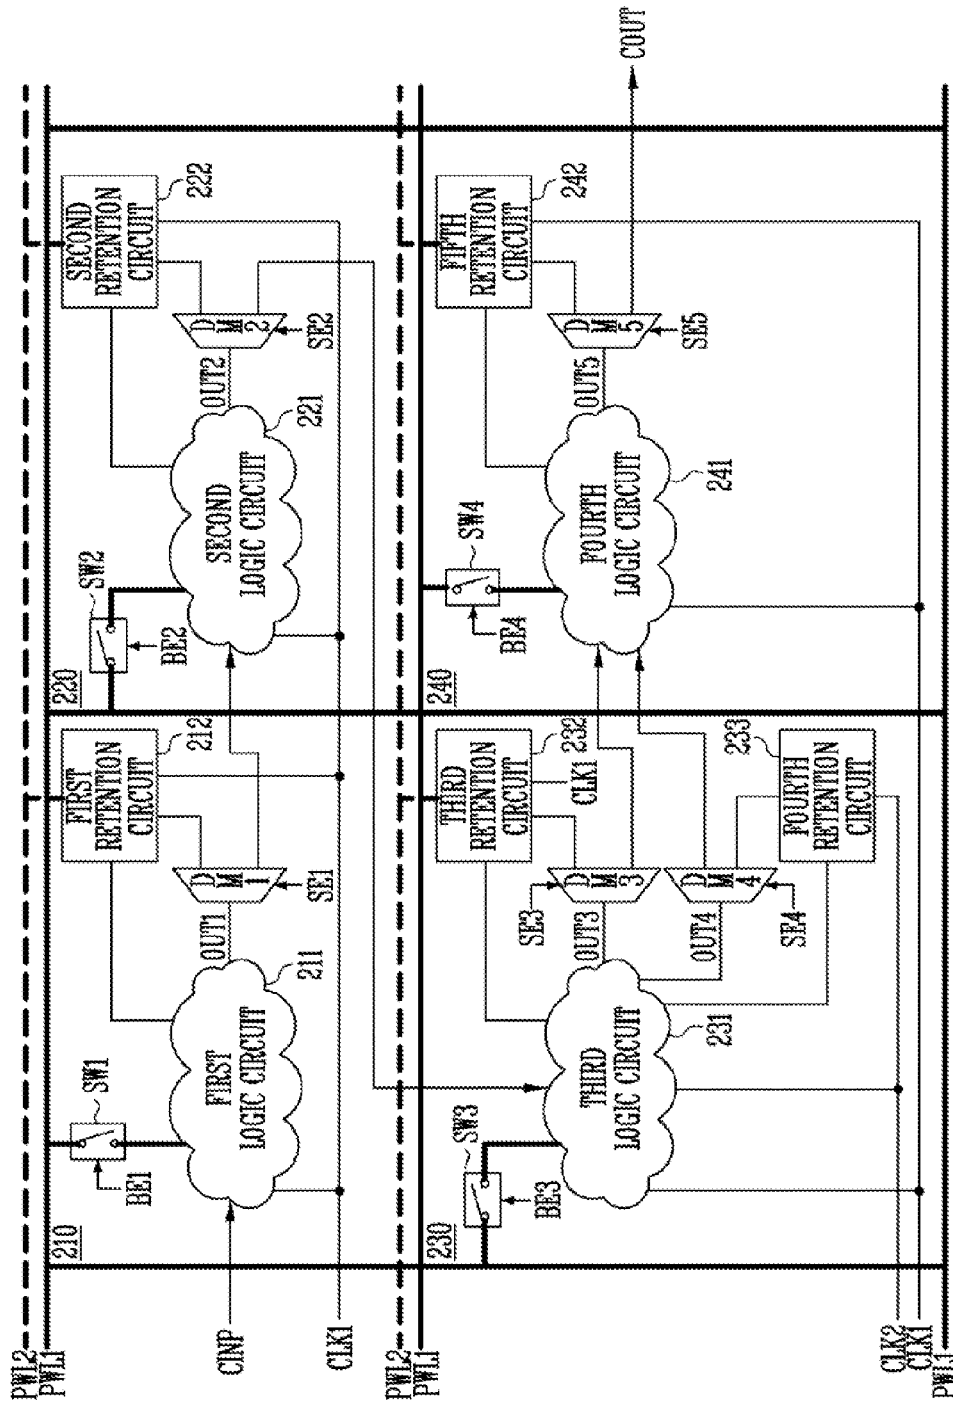 PWL2
PWL1
210
SW1
BE1
CINP
FIRST
LOGIC CIRCUIT
211
OUT1
D
M
1
SE1
FIRST
RETENTION
CIRCUIT
212
CLK1
220
SW2
BE2
SECOND
LOGIC CIRCUIT
221
OUT2
D
M
2
SE2
SECOND
RETENTION
CIRCUIT
222
PWL2
PWL1
230
SW3
BE3
THIRD
LOGIC CIRCUIT
231
OUT3
D
M
3
SE3
OUT4
D
M
4
SE4
THIRD
RETENTION
CIRCUIT
232
CLK1
FOURTH
RETENTION
CIRCUIT
233
240
SW4
BE4
FOURTH
LOGIC CIRCUIT
241
OUT5
D
M
5
SE5
FIFTH
RETENTION
CIRCUIT
242
COUT
CLK2
CLK1
PWL1